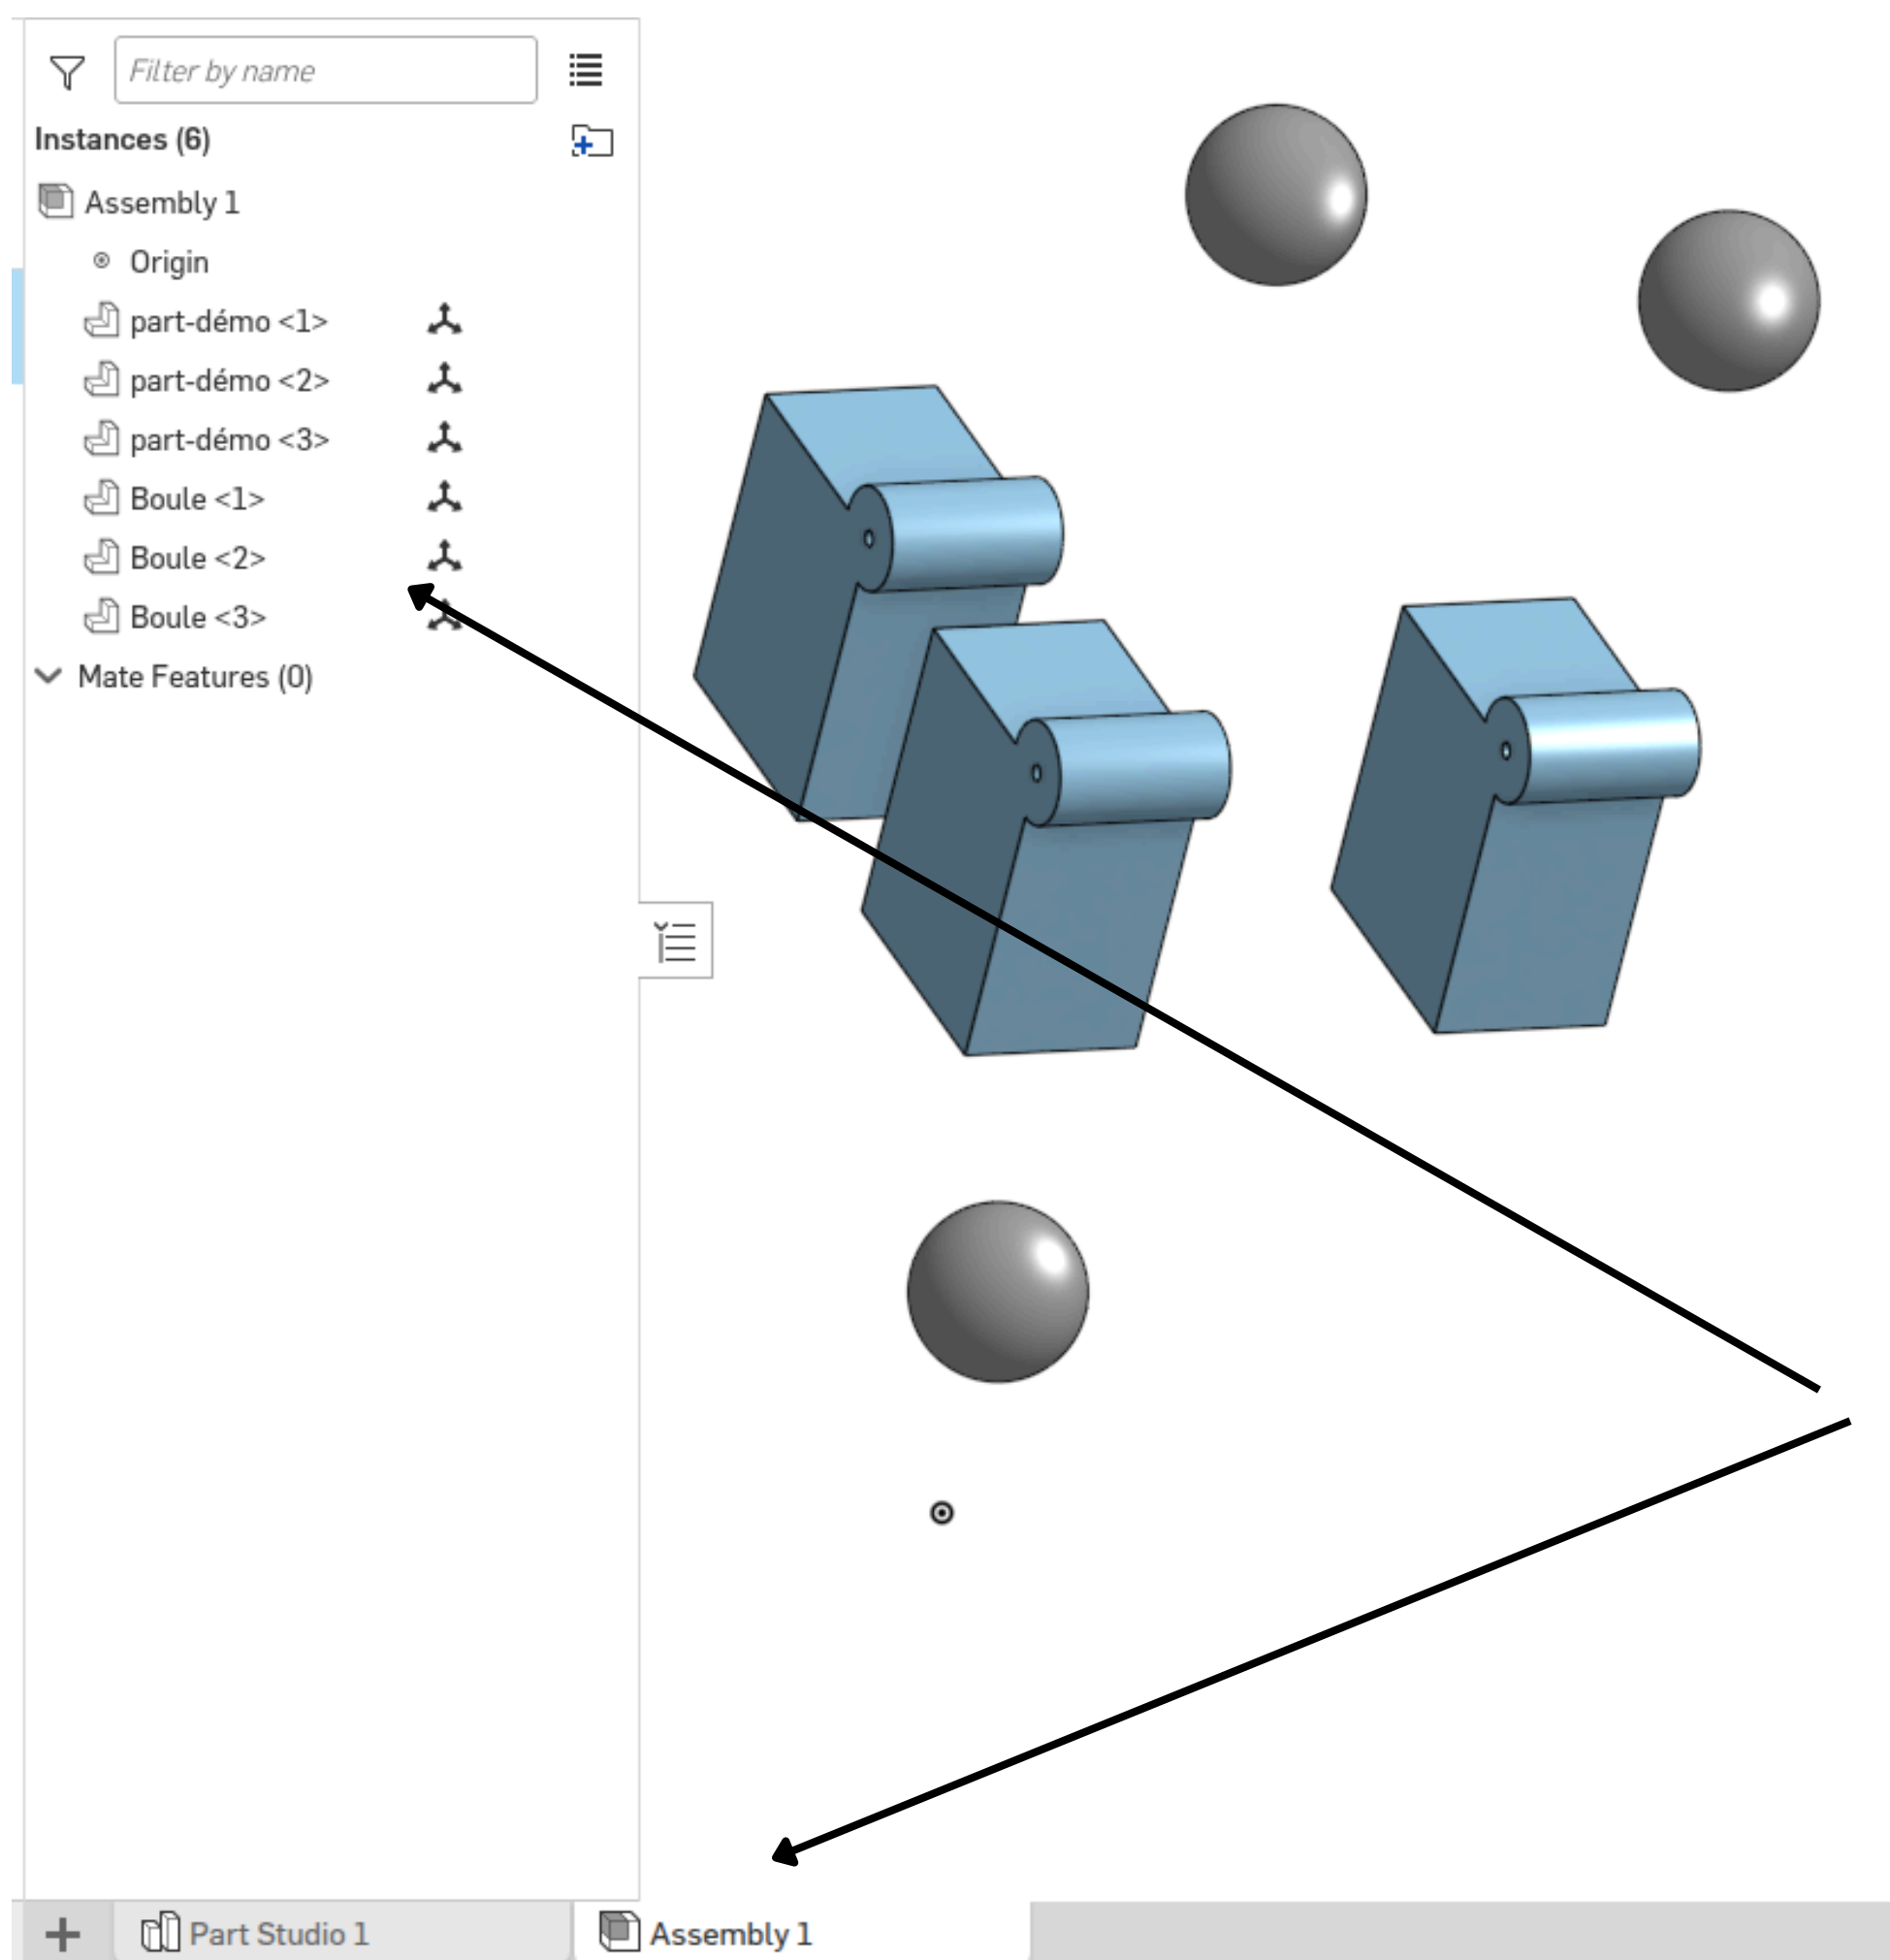 Filter by name
Instances (6)
Assembly 1
Origin
part-démo <1>
part-démo <2>
part-démo <3>
Boule <1>
Boule <2>
Boule <3>
Mate Features (0)
Part Studio 1
Assembly 1